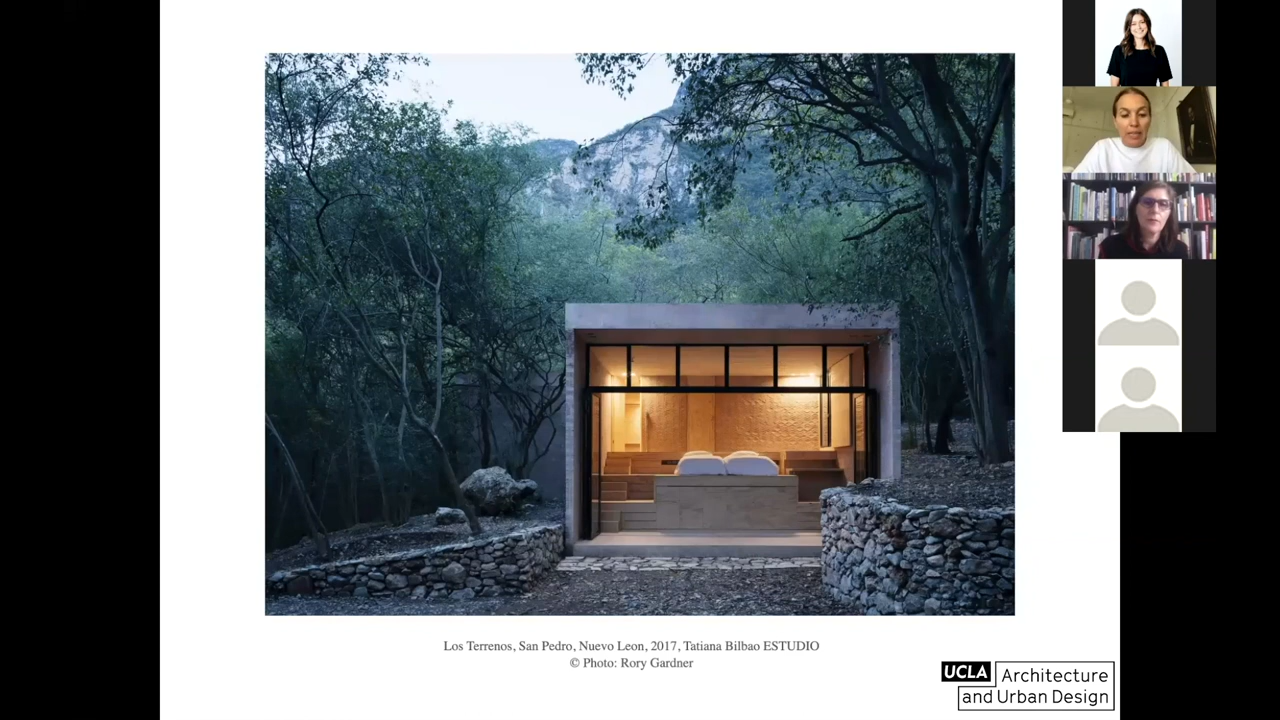 Los Terrenos, San Pedro, Nuevo Leon, 2017, Tatiana Bilbao ESTUDIO
© Photo: Rory Gardner
UCLA Architecture
and Urban Design